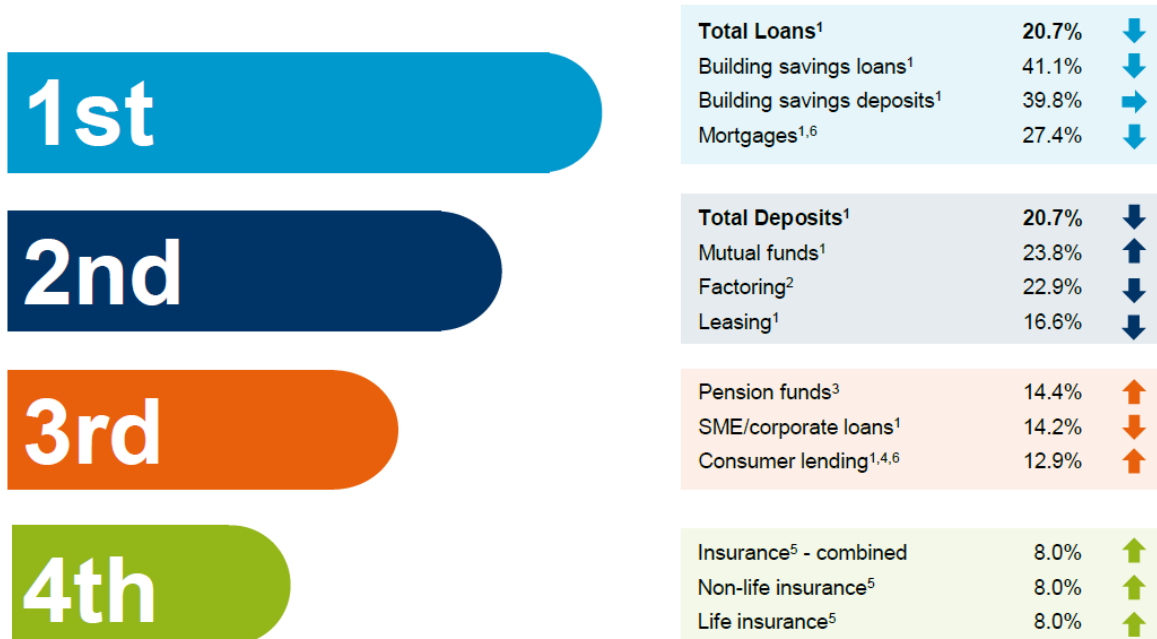 1st
Total Loans¹ 20.7%
Building savings loans¹ 41.1%
Building savings deposits¹ 39.8%
Mortgages¹,⁶ 27.4%
2nd
Total Deposits¹ 20.7%
Mutual funds¹ 23.8%
Factoring² 22.9%
Leasing¹ 16.6%
3rd
Pension funds³ 14.4%
SME/corporate loans¹ 14.2%
Consumer lending¹,⁴,⁶ 12.9%
4th
Insurance⁵ - combined 8.0%
Non-life insurance⁵ 8.0%
Life insurance⁵ 8.0%